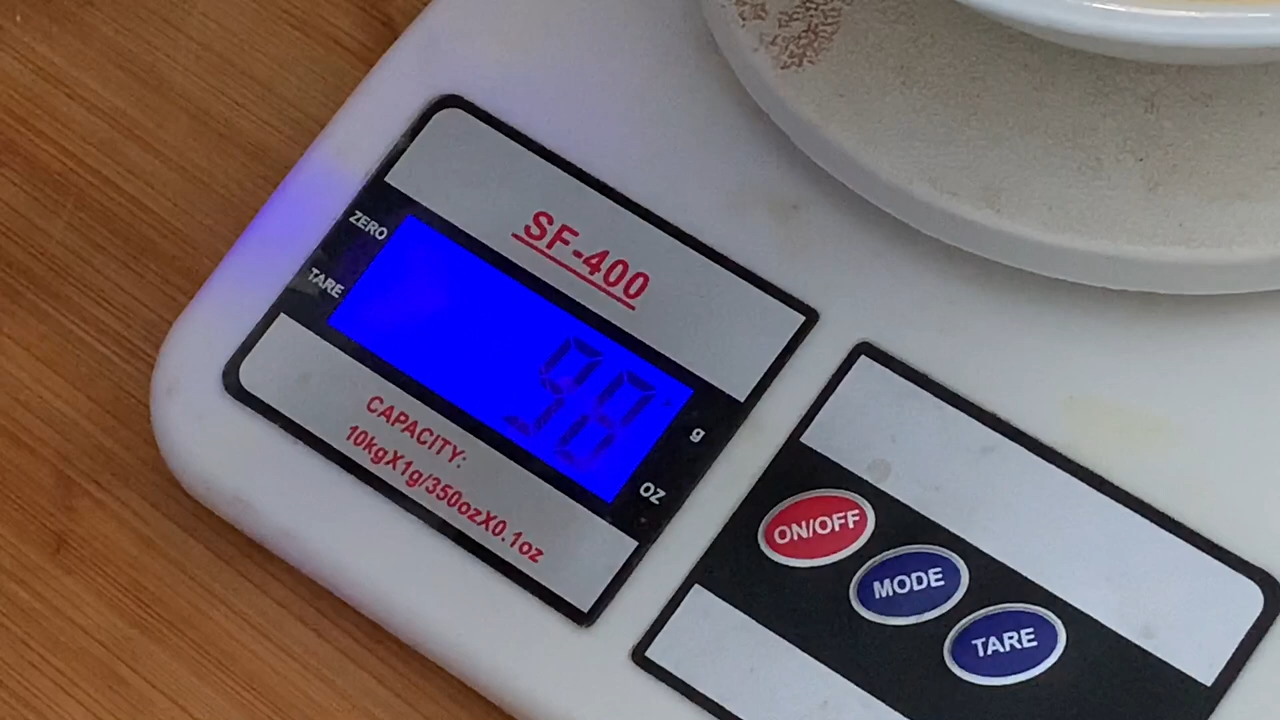 SF-400
ZERO
TARE
98
g
oz
CAPACITY:
10kgX1g/350ozX0.1oz
ON/OFF
MODE
TARE